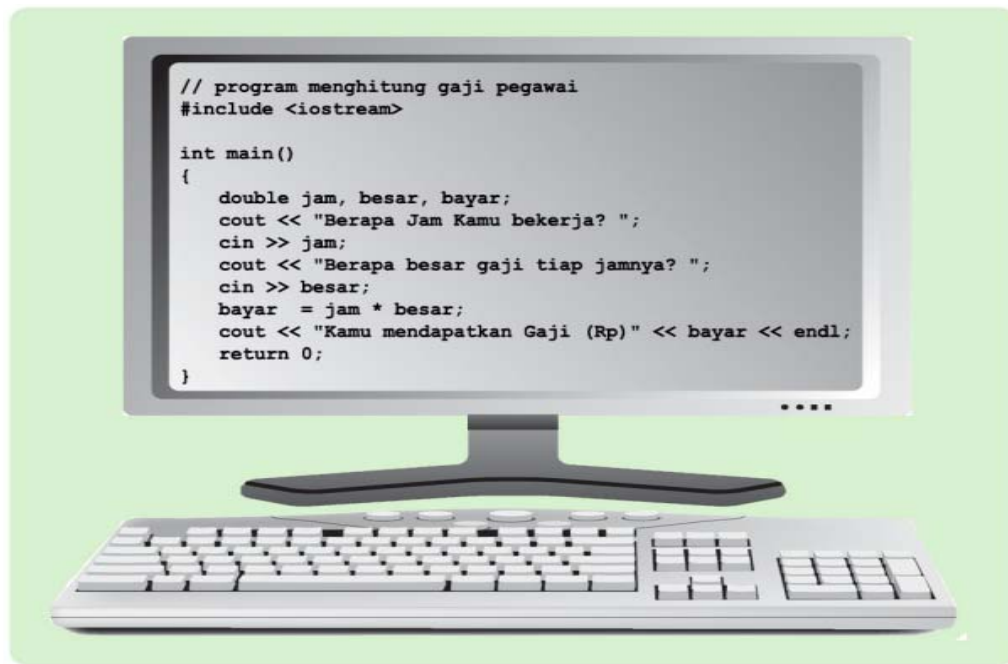 // program menghitung gaji pegawai
#include <iostream>
int main()
{
double jam, besar, bayar;
cout << "Berapa Jam Kamu bekerja? ";
cin >> jam;
cout << "Berapa besar gaji tiap jamnya? ";
cin >> besar;
bayar  = jam * besar;
cout << "Kamu mendapatkan Gaji (Rp)" << bayar << endl;
return 0;
}